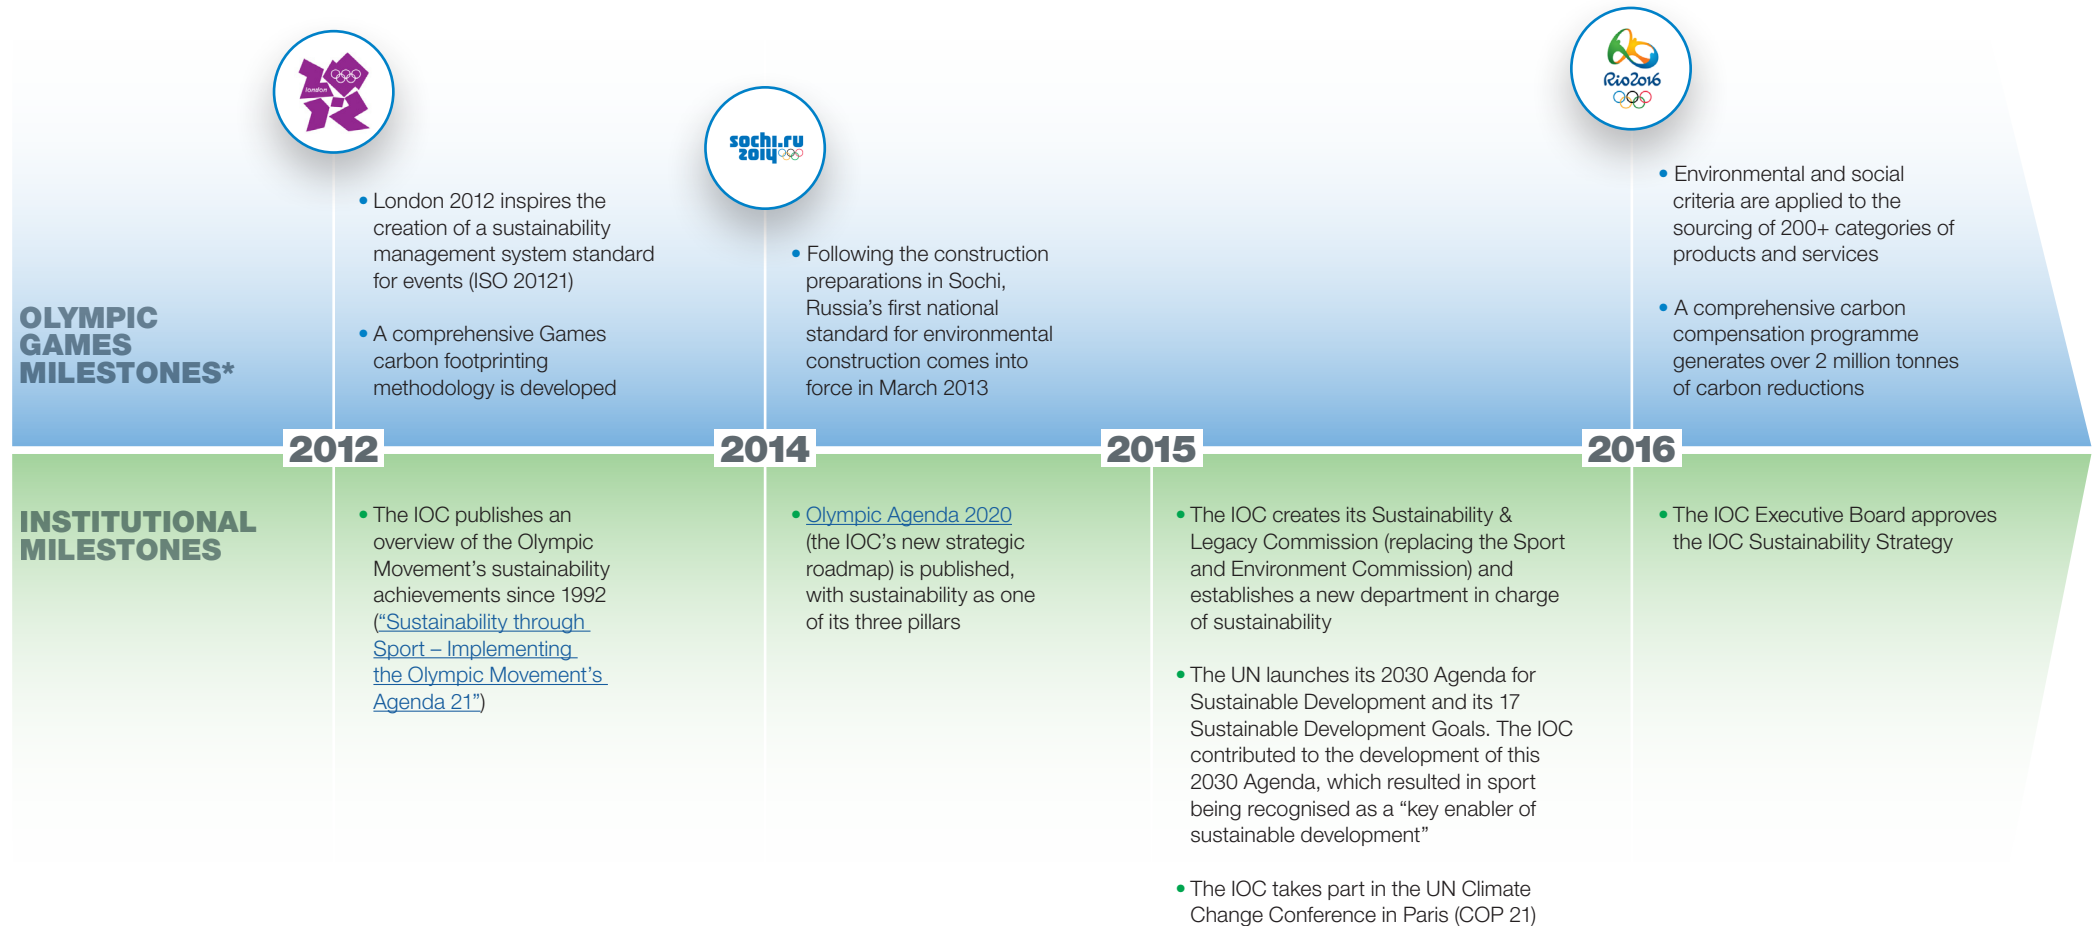 london
sochi.ru
2014
Rio2016
OLYMPIC
GAMES
MILESTONES*
• London 2012 inspires the
creation of a sustainability
management system standard
for events (ISO 20121)
• A comprehensive Games
carbon footprinting
methodology is developed
• Following the construction
preparations in Sochi,
Russia’s first national
standard for environmental
construction comes into
force in March 2013
• Environmental and social
criteria are applied to the
sourcing of 200+ categories of
products and services
• A comprehensive carbon
compensation programme
generates over 2 million tonnes
of carbon reductions
2012
2014
2015
2016
INSTITUTIONAL
MILESTONES
• The IOC publishes an
overview of the Olympic
Movement’s sustainability
achievements since 1992
(“Sustainability through
Sport – Implementing
the Olympic Movement’s
Agenda 21”)
• Olympic Agenda 2020
(the IOC’s new strategic
roadmap) is published,
with sustainability as one
of its three pillars
• The IOC creates its Sustainability &
Legacy Commission (replacing the Sport
and Environment Commission) and
establishes a new department in charge
of sustainability
• The UN launches its 2030 Agenda for
Sustainable Development and its 17
Sustainable Development Goals. The IOC
contributed to the development of this
2030 Agenda, which resulted in sport
being recognised as a “key enabler of
sustainable development”
• The IOC takes part in the UN Climate
Change Conference in Paris (COP 21)
• The IOC Executive Board approves
the IOC Sustainability Strategy